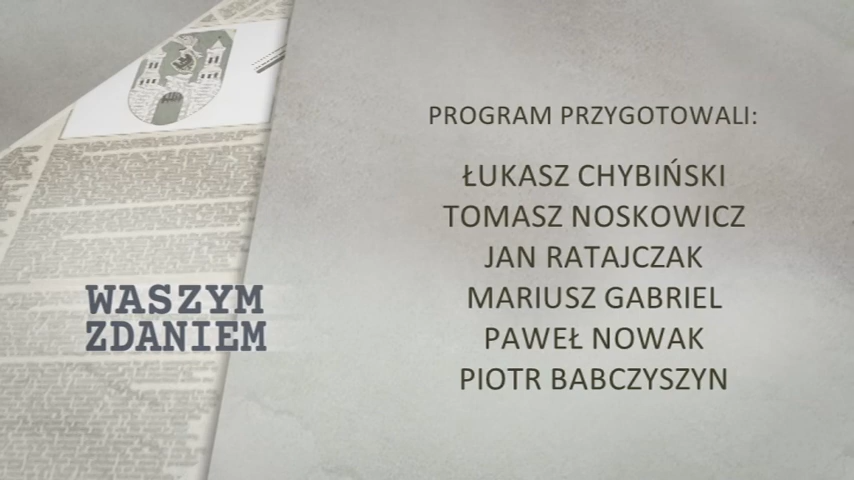 WASZYM
ZDANIEM
PROGRAM PRZYGOTOWALI:
ŁUKASZ CHYBIŃSKI
TOMASZ NOSKOWICZ
JAN RATAJCZAK
MARIUSZ GABRIEL
PAWEŁ NOWAK
PIOTR BABCZYSZYN